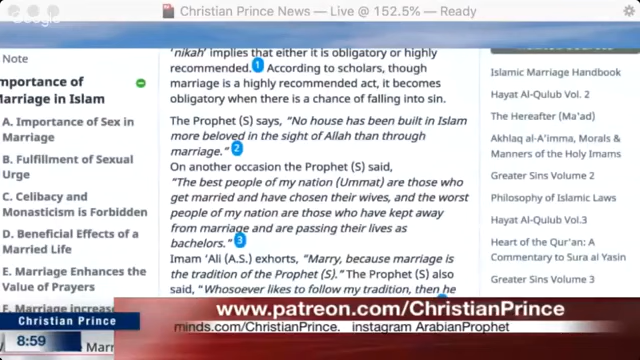 Christian Prince News — Live @ 152.5% — Ready
Google
Note
mportance of
Marriage in Islam
A. Importance of Sex in
Marriage
B. Fulfillment of Sexual
Urge
C. Celibacy and
Monasticism is Forbidden
D. Beneficial Effects of a
Married Life
E. Marriage Enhances the
Value of Prayers
F. Marriage increase
'nikah' implies that either it is obligatory or highly
recommended. 1 According to scholars, though
marriage is a highly recommended act, it becomes
obligatory when there is a chance of falling into sin.
The Prophet (S) says, "No house has been built in Islam
more beloved in the sight of Allah than through
marriage." 2
On another occasion the Prophet (S) said,
"The best people of my nation (Ummat) are those who
get married and have chosen their wives, and the worst
people of my nation are those who have kept away
from marriage and are passing their lives as
bachelors." 3
Imam 'Ali (A.S.) exhorts, "Marry, because marriage is
the tradition of the Prophet (S)." The Prophet (S) also
said, "Whosoever likes to follow my tradition, then he
Islamic Marriage Handbook
Hayat Al-Qulub Vol. 2
The Hereafter (Ma'ad)
Akhlaq al-A'imma, Morals &
Manners of the Holy Imams
Greater Sins Volume 2
Philosophy of Islamic Laws
Hayat Al-Qulub Vol.3
Heart of the Qur'an: A
Commentary to Sura al Yasin
Greater Sins Volume 3
www.patreon.com/ChristianPrince
Christian Prince
minds.com/ChristianPrince. instagram ArabianProphet
8:59